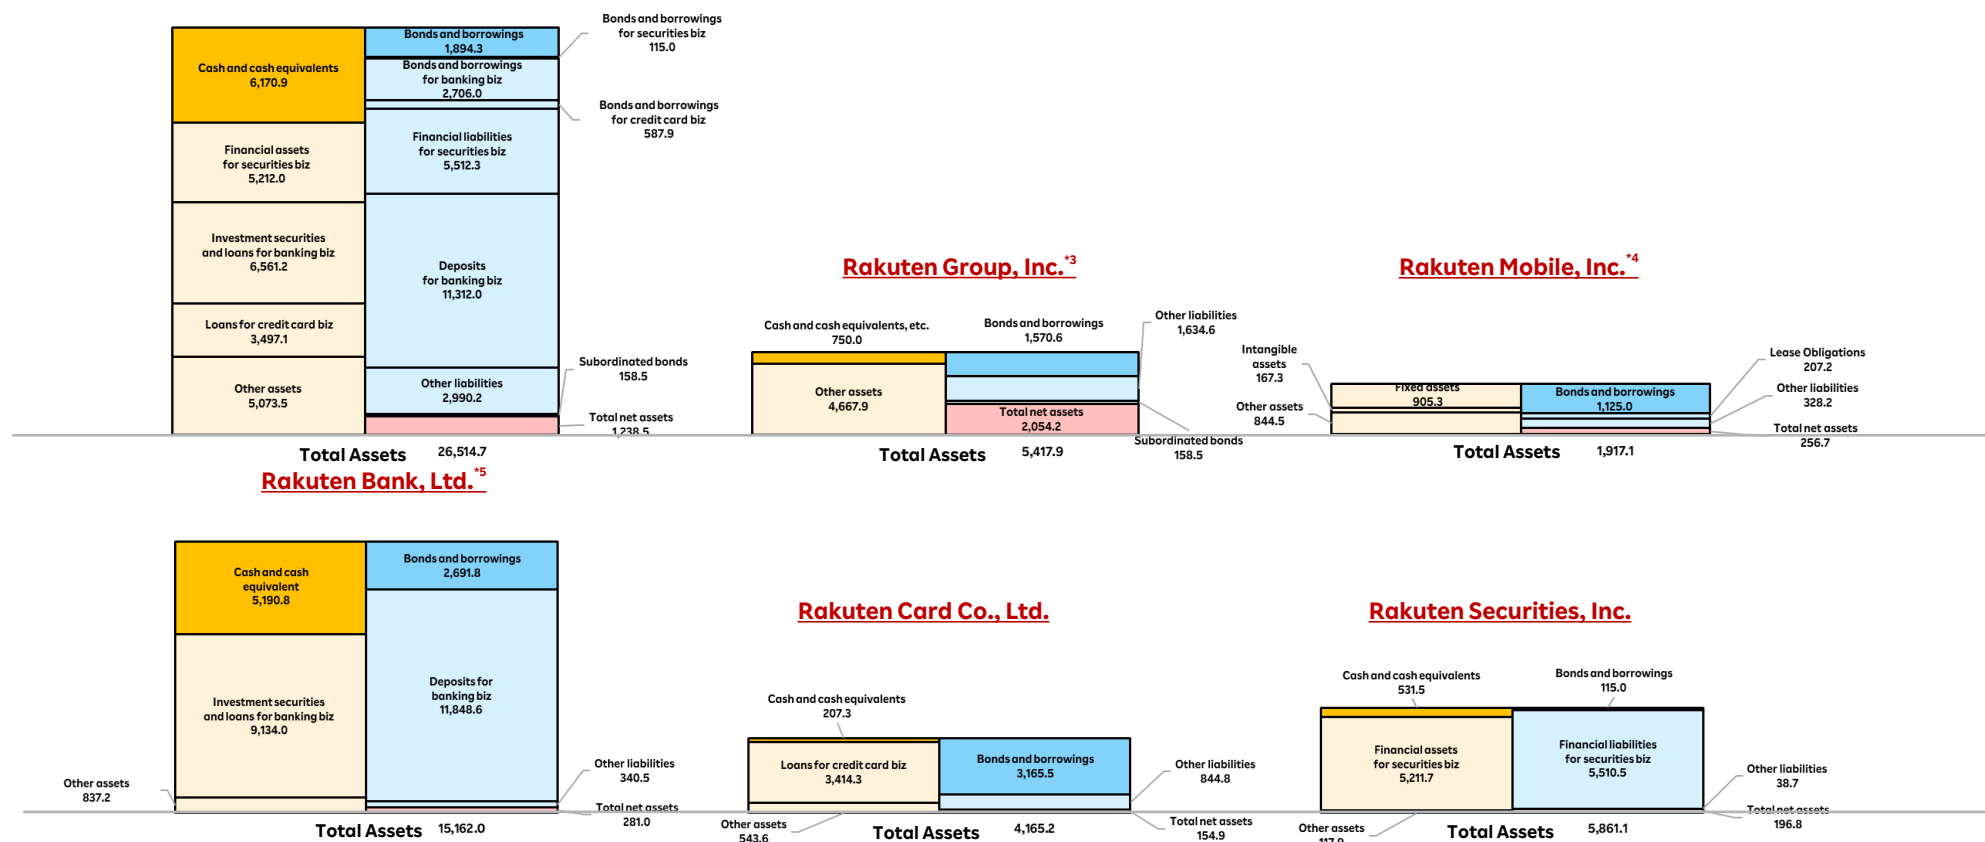 Bonds and borrowings
for securities biz
115.0
Bonds and borrowings
1,894.3
Cash and cash equivalents
6,170.9
Bonds and borrowings
for banking biz
2,706.0
Bonds and borrowings
for credit card biz
587.9
Financial assets
for securities biz
5,212.0
Financial liabilities
for securities biz
5,512.3
Investment securities
and loans for banking biz
6,561.2
Deposits
for banking biz
11,312.0
Loans for credit card biz
3,497.1
Other assets
5,073.5
Other liabilities
2,990.2
Subordinated bonds
158.5
Total net assets
1,238.5
Total Assets 26,514.7
Rakuten Group, Inc.*3
Cash and cash equivalents, etc.
750.0
Bonds and borrowings
1,570.6
Other liabilities
1,634.6
Other assets
4,667.9
Total net assets
2,054.2
Subordinated bonds
158.5
Total Assets 5,417.9
Rakuten Mobile, Inc.*4
Intangible
assets
167.3
Lease Obligations
207.2
Fixed assets
905.3
Bonds and borrowings
1,125.0
Other liabilities
328.2
Other assets
844.5
Total net assets
256.7
Total Assets 1,917.1
Rakuten Bank, Ltd.*5
Cash and cash
equivalent
5,190.8
Bonds and borrowings
2,691.8
Investment securities
and loans for banking biz
9,134.0
Deposits for
banking biz
11,848.6
Other assets
837.2
Other liabilities
340.5
Total net assets
281.0
Total Assets 15,162.0
Rakuten Card Co., Ltd.
Cash and cash equivalents
207.3
Loans for credit card biz
3,414.3
Bonds and borrowings
3,165.5
Other liabilities
844.8
Other assets
543.6
Total net assets
154.9
Total Assets 4,165.2
Rakuten Securities, Inc.
Cash and cash equivalents
531.5
Bonds and borrowings
115.0
Financial assets
for securities biz
5,211.7
Financial liabilities
for securities biz
5,510.5
Other liabilities
38.7
Total net assets
196.8
Other assets
117.9
Total Assets 5,861.1